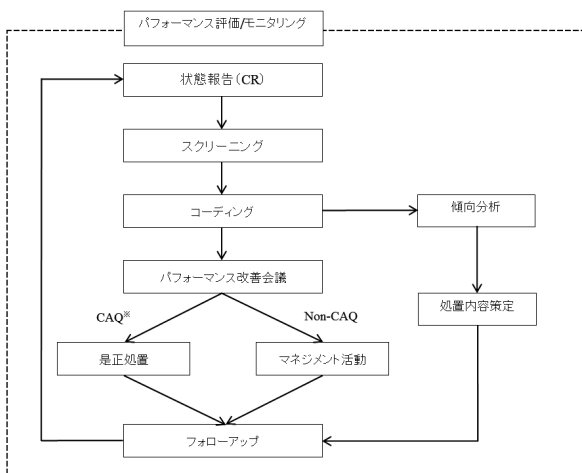 パフォーマンス評価/モニタリング
状態報告（CR）
スクリーニング
コーディング
傾向分析
パフォーマンス改善会議
処置内容策定
CAQ※
Non-CAQ
是正処置
マネジメント活動
フォローアップ